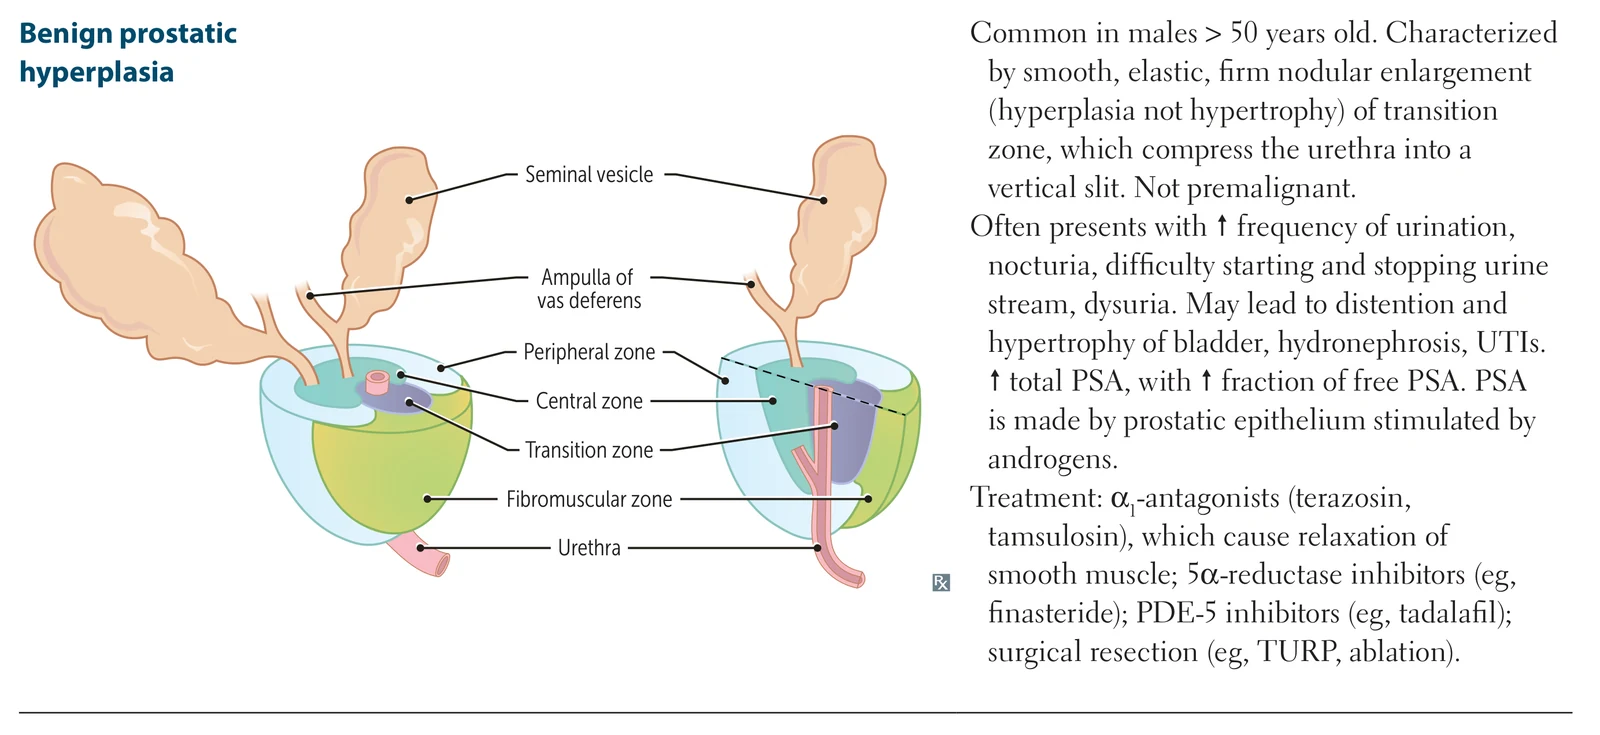 Benign prostatic
hyperplasia
Seminal vesicle
Ampulla of
vas deferens
Peripheral zone
Central zone
Transition zone
Fibromuscular zone
Urethra
Rx
Common in males > 50 years old. Characterized
by smooth, elastic, firm nodular enlargement
(hyperplasia not hypertrophy) of transition
zone, which compress the urethra into a
vertical slit. Not premalignant.
Often presents with ↑ frequency of urination,
nocturia, difficulty starting and stopping urine
stream, dysuria. May lead to distention and
hypertrophy of bladder, hydronephrosis, UTIs.
↑ total PSA, with ↑ fraction of free PSA. PSA
is made by prostatic epithelium stimulated by
androgens.
Treatment: α₁-antagonists (terazosin,
tamsulosin), which cause relaxation of
smooth muscle; 5α-reductase inhibitors (eg,
finasteride); PDE-5 inhibitors (eg, tadalafil);
surgical resection (eg, TURP, ablation).